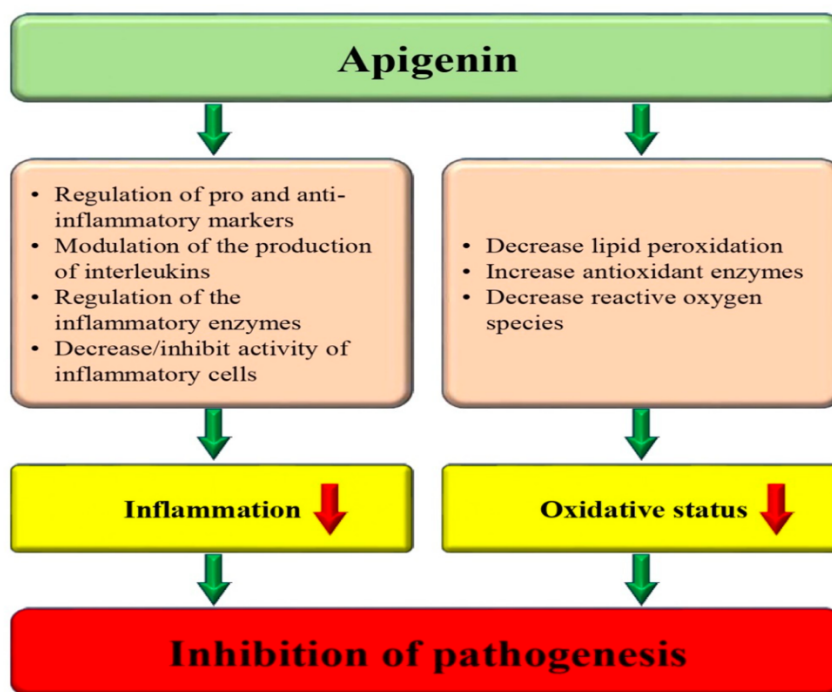 Apigenin
• Regulation of pro and anti-
inflammatory markers
• Modulation of the production
of interleukins
• Regulation of the
inflammatory enzymes
• Decrease/inhibit activity of
inflammatory cells
• Decrease lipid peroxidation
• Increase antioxidant enzymes
• Decrease reactive oxygen
species
Inflammation
Oxidative status
Inhibition of pathogenesis